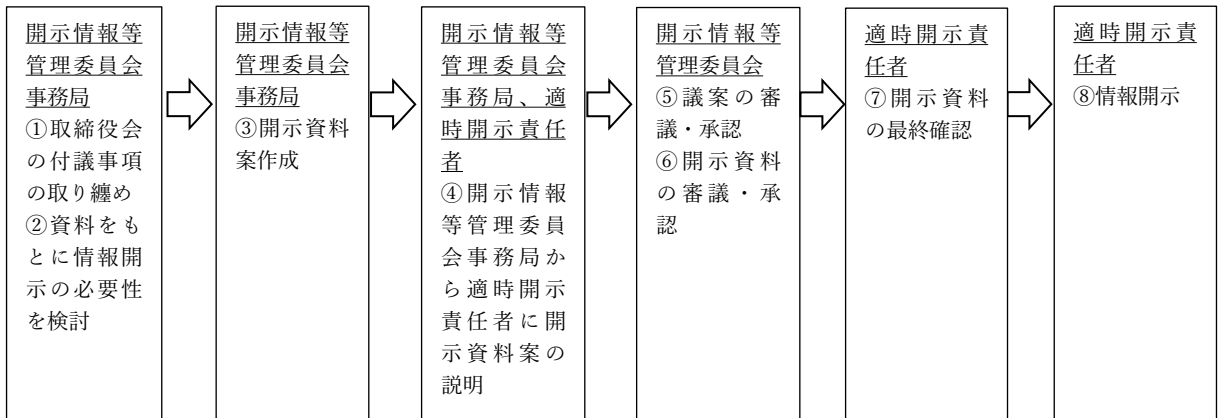 開示情報等
管理委員会
事務局
①取締役会
の付議事項
の取り纏め
②資料をも
とに情報開
示の必要性
を検討
開示情報等
管理委員会
事務局
③開示資料
案作成
開示情報等
管理委員会
事務局、適
時開示責任
者
④開示情報
等管理委員
会事務局か
ら適時開示
責任者に開
示資料案の
説明
開示情報等
管理委員会
⑤議案の審
議・承認
⑥開示資料
の審議・承
認
適時開示責
任者
⑦開示資料
の最終確認
適時開示責
任者
⑧情報開示